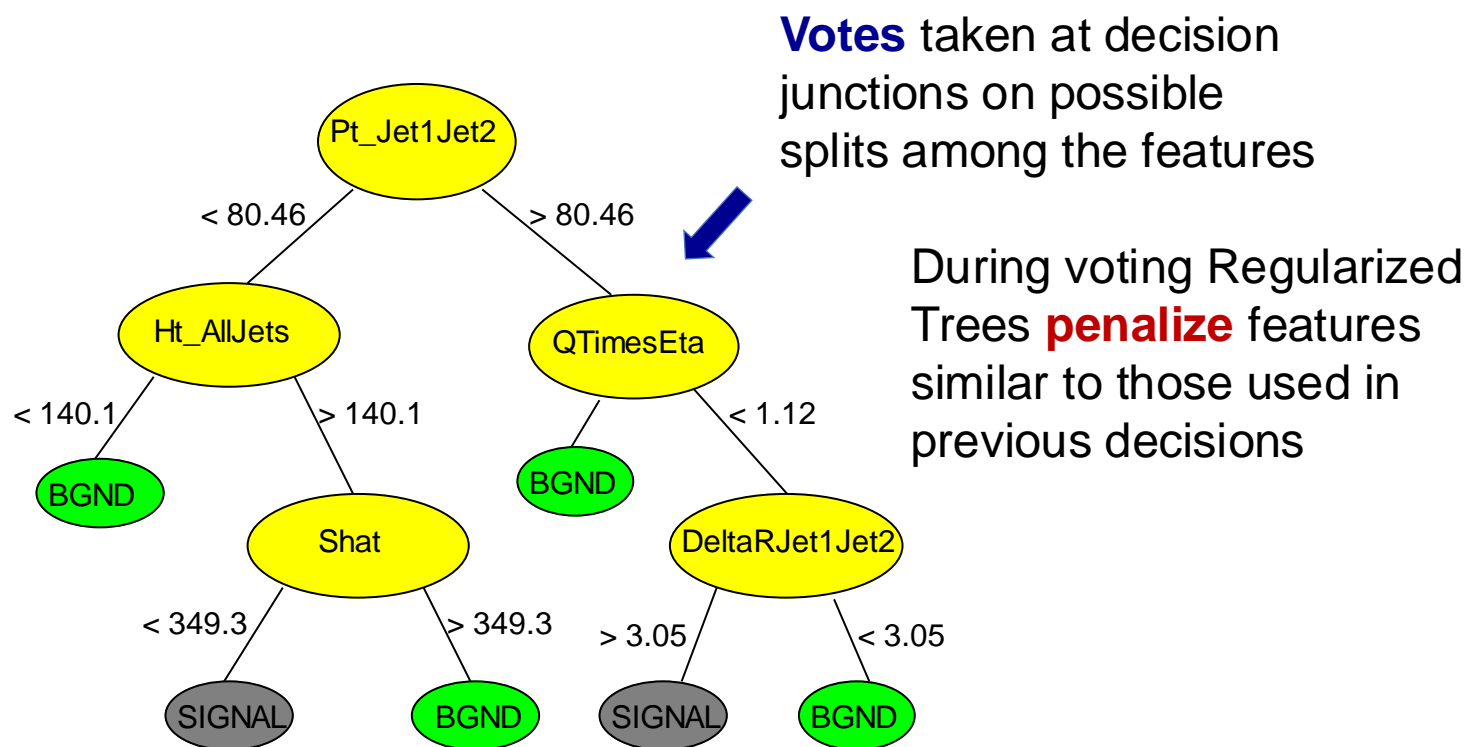 Votes taken at decision
junctions on possible
splits among the features
Pt_Jet1Jet2
< 80.46
> 80.46
During voting Regularized
Trees penalize features
similar to those used in
previous decisions
Ht_AllJets
QTimesEta
< 140.1
> 140.1
< 1.12
BGND
BGND
Shat
DeltaRJet1Jet2
< 349.3
> 349.3
> 3.05
< 3.05
SIGNAL
BGND
SIGNAL
BGND